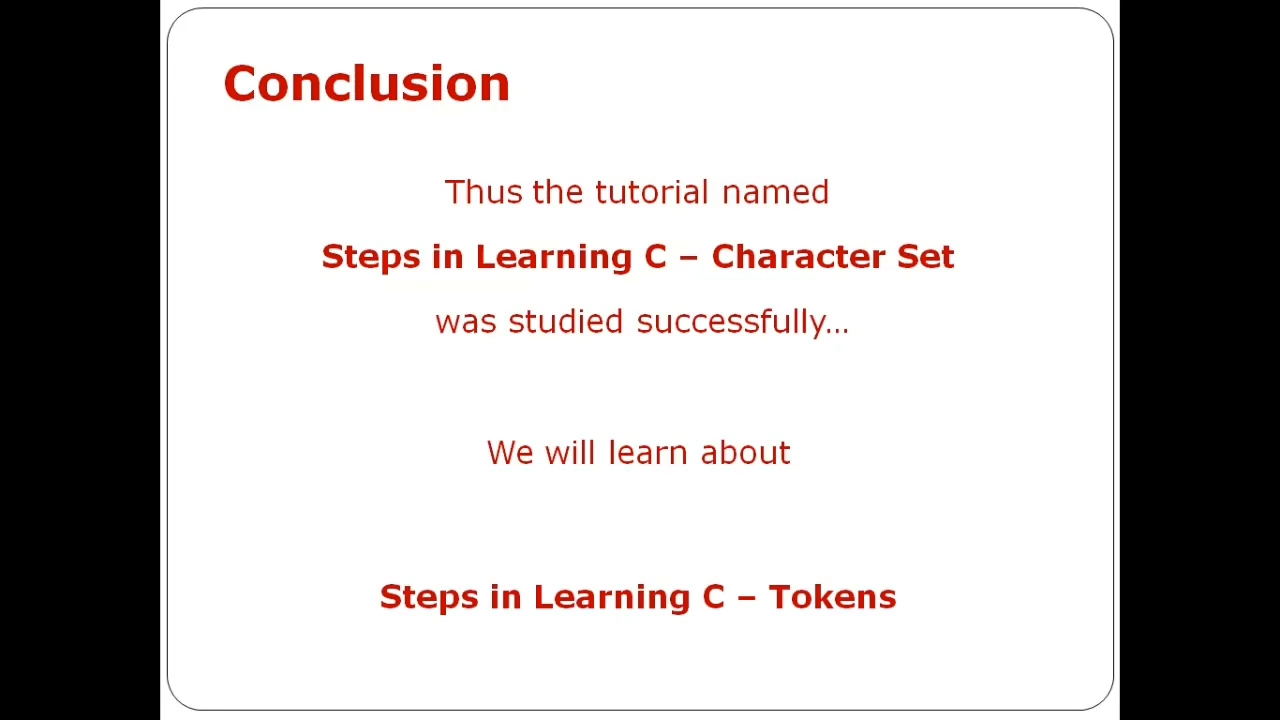 Conclusion
Thus the tutorial named
Steps in Learning C – Character Set
was studied successfully…
We will learn about
Steps in Learning C – Tokens